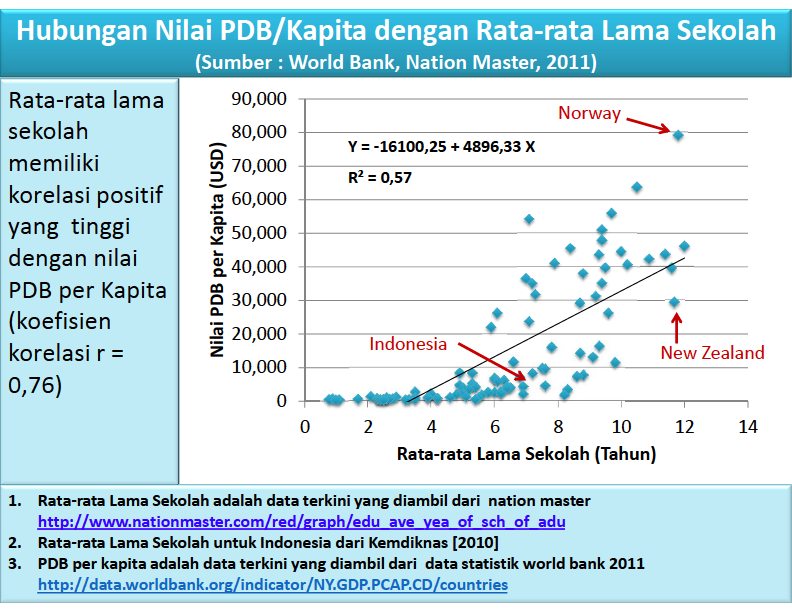 Hubungan Nilai PDB/Kapita dengan Rata-rata Lama Sekolah
(Sumber : World Bank, Nation Master, 2011)
Rata-rata lama
sekolah
memiliki
korelasi positif
yang tinggi
dengan nilai
PDB per Kapita
(koefisien
korelasi r =
0,76)
Nilai PDB per Kapita (USD)
90,000
80,000
70,000
60,000
50,000
40,000
30,000
20,000
10,000
0
Norway
Y = -16100,25 + 4896,33 X
R² = 0,57
Indonesia
New Zealand
0 2 4 6 8 10 12 14
Rata-rata Lama Sekolah (Tahun)
1. Rata-rata Lama Sekolah adalah data terkini yang diambil dari nation master
http://www.nationmaster.com/red/graph/edu_ave_yea_of_sch_of_adu
2. Rata-rata Lama Sekolah untuk Indonesia dari Kemdiknas [2010]
3. PDB per kapita adalah data terkini yang diambil dari data statistik world bank 2011
http://data.worldbank.org/indicator/NY.GDP.PCAP.CD/countries